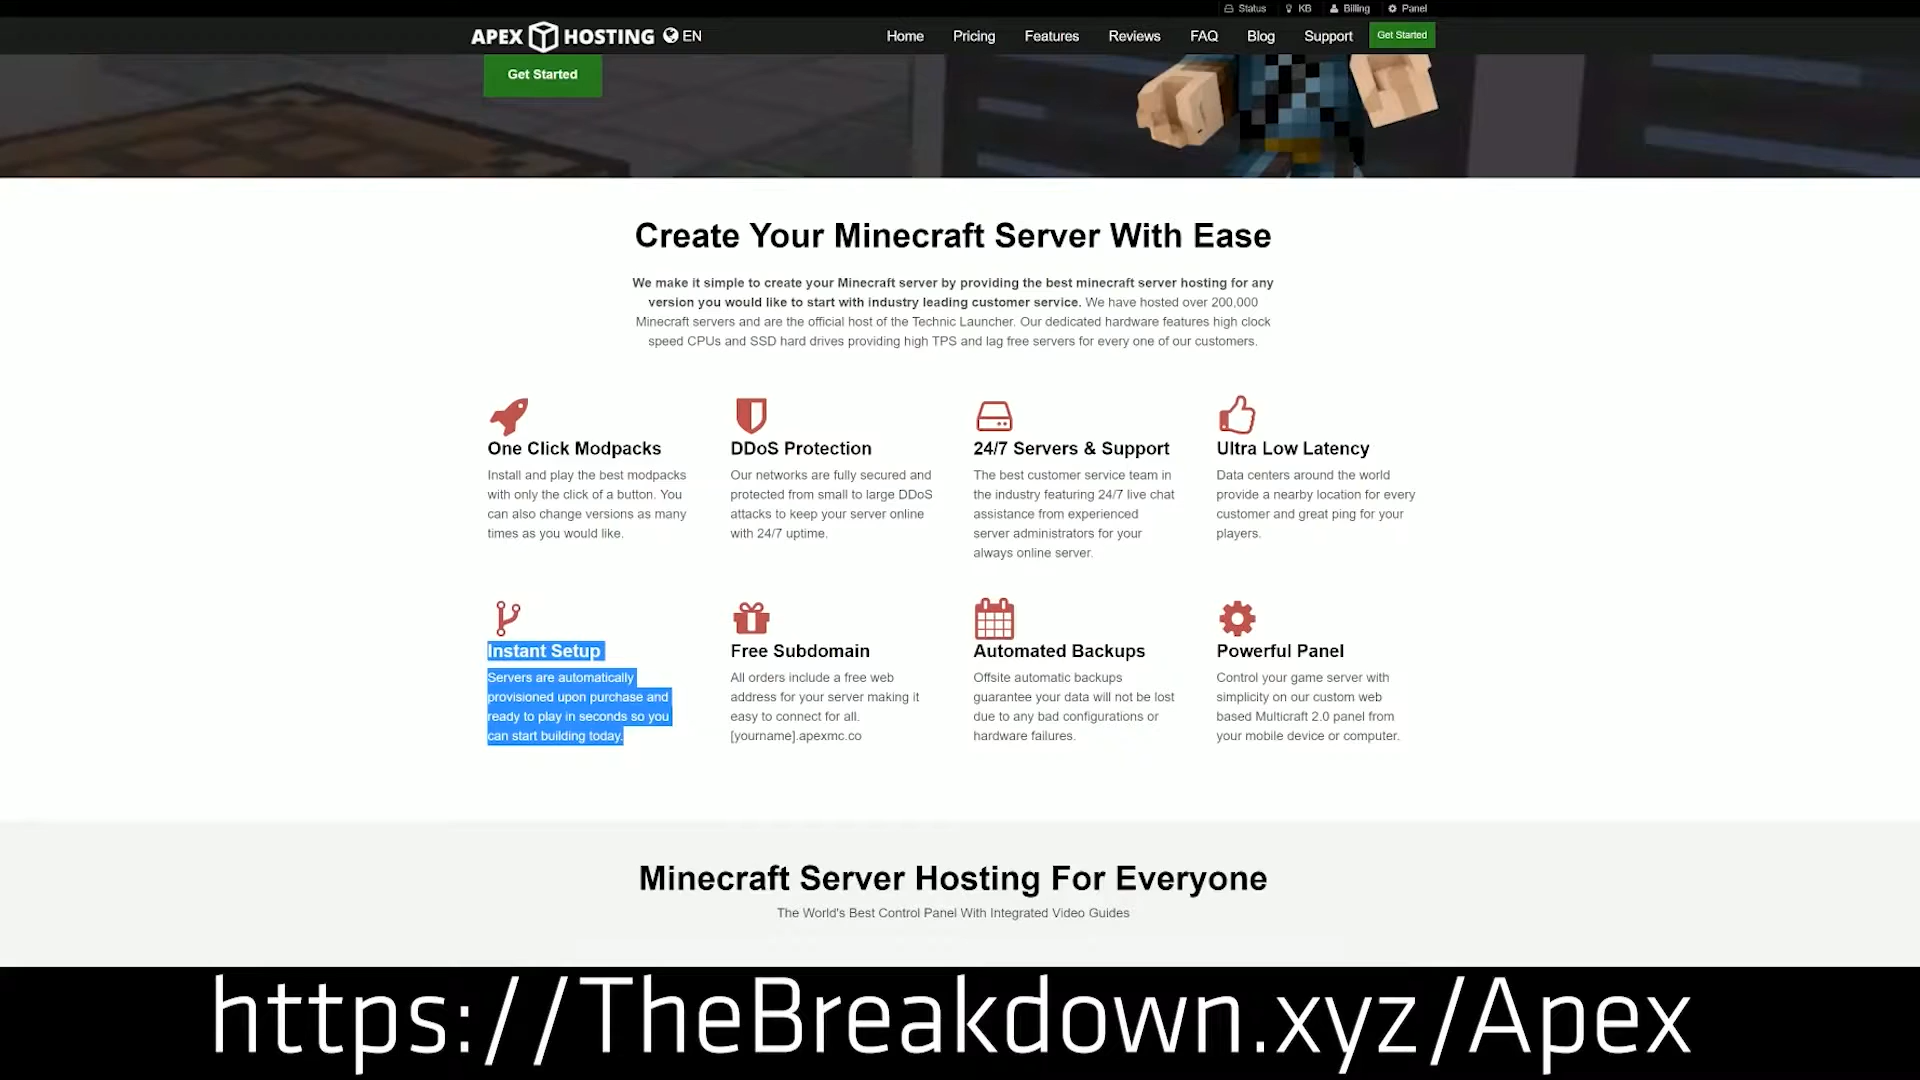 Status KB Billing Panel
APEX HOSTING EN Home Pricing Features Reviews FAQ Blog Support Get Started
Get Started
Create Your Minecraft Server With Ease
We make it simple to create your Minecraft server by providing the best minecraft server hosting for any
version you would like to start with industry leading customer service. We have hosted over 200,000
Minecraft servers and are the official host of the Technic Launcher. Our dedicated hardware features high clock
speed CPUs and SSD hard drives providing high TPS and lag free servers for every one of our customers.
One Click Modpacks
Install and play the best modpacks
with only the click of a button. You
can also change versions as many
times as you would like.
DDoS Protection
Our networks are fully secured and
protected from small to large DDoS
attacks to keep your server online
with 24/7 uptime.
24/7 Servers & Support
The best customer service team in
the industry featuring 24/7 live chat
assistance from experienced
server administrators for your
always online server.
Ultra Low Latency
Data centers around the world
provide a nearby location for every
customer and great ping for your
players.
Instant Setup
Servers are automatically
provisioned upon purchase and
ready to play in seconds so you
can start building today.
Free Subdomain
All orders include a free web
address for your server making it
easy to connect for all.
[yourname].apexmc.co
Automated Backups
Offsite automatic backups
guarantee your data will not be lost
due to any bad configurations or
hardware failures.
Powerful Panel
Control your game server with
simplicity on our custom web
based Multicraft 2.0 panel from
your mobile device or computer.
Minecraft Server Hosting For Everyone
The World's Best Control Panel With Integrated Video Guides
https://TheBreakdown.xyz/Apex